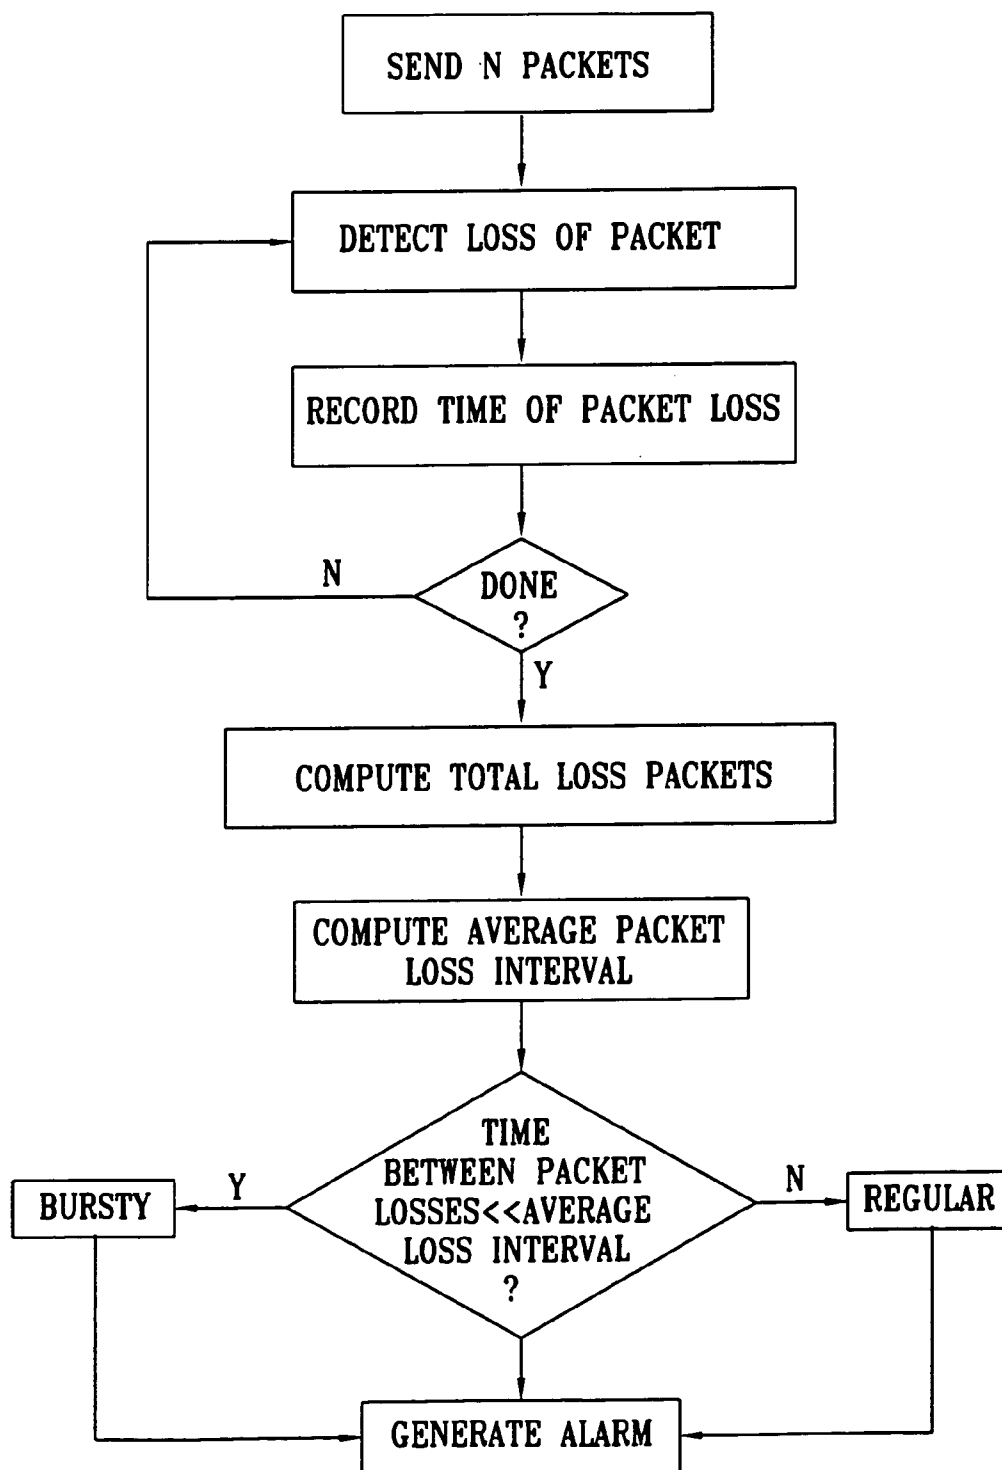 SEND N PACKETS
DETECT LOSS OF PACKET
RECORD TIME OF PACKET LOSS
DONE
?
N
Y
COMPUTE TOTAL LOSS PACKETS
COMPUTE AVERAGE PACKET
LOSS INTERVAL
TIME
BETWEEN PACKET
LOSSES<<AVERAGE
LOSS INTERVAL
?
Y
N
BURSTY
REGULAR
GENERATE ALARM